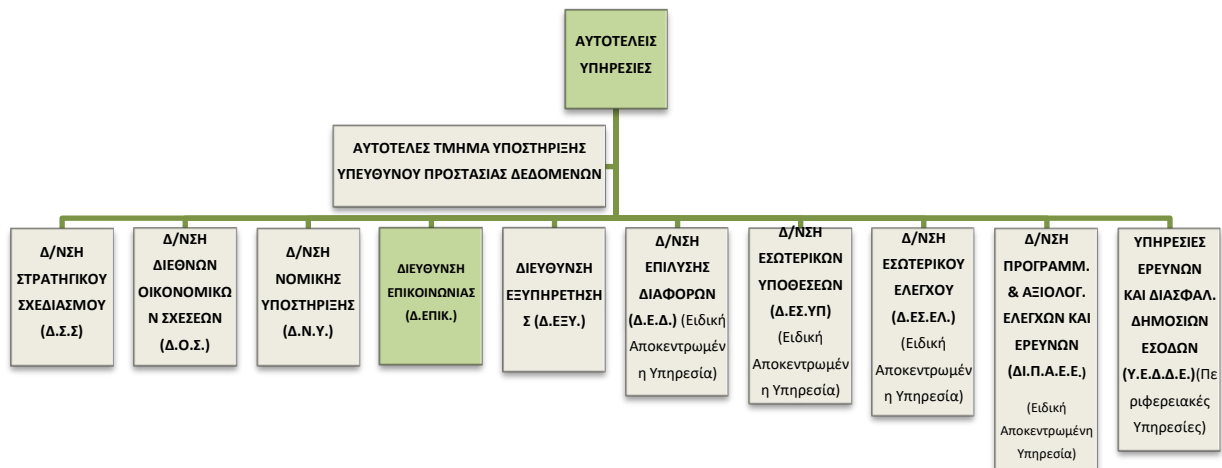 ΑΥΤΟΤΕΛΕΙΣ
ΥΠΗΡΕΣΙΕΣ
ΑΥΤΟΤΕΛΕΣ ΤΜΗΜΑ ΥΠΟΣΤΗΡΙΞΗΣ
ΥΠΕΥΘΥΝΟΥ ΠΡΟΣΤΑΣΙΑΣ ΔΕΔΟΜΕΝΩΝ
Δ/ΝΣΗ
ΣΤΡΑΤΗΓΙΚΟΥ
ΣΧΕΔΙΑΣΜΟΥ
(Δ.Σ.Σ)
Δ/ΝΣΗ
ΔΙΕΘΝΩΝ
ΟΙΚΟΝΟΜΙΚΩ
Ν ΣΧΕΣΕΩΝ
(Δ.Ο.Σ.)
Δ/ΝΣΗ
ΝΟΜΙΚΗΣ
ΥΠΟΣΤΗΡΙΞΗΣ
(Δ.Ν.Υ.)
ΔΙΕΥΘΥΝΣΗ
ΕΠΙΚΟΙΝΩΝΙΑΣ
(Δ.ΕΠΙΚ.)
ΔΙΕΥΘΥΝΣΗ
ΕΞΥΠΗΡΕΤΗΣΗ
Σ (Δ.ΕΞΥ.)
Δ/ΝΣΗ
ΕΠΙΛΥΣΗΣ
ΔΙΑΦΟΡΩΝ
(Δ.Ε.Δ.) (Ειδική
Αποκεντρωμέν
η Υπηρεσία)
Δ/ΝΣΗ
ΕΣΩΤΕΡΙΚΩΝ
ΥΠΟΘΕΣΕΩΝ
(Δ.ΕΣ.ΥΠ)
(Ειδική
Αποκεντρωμέν
η Υπηρεσία)
Δ/ΝΣΗ
ΕΣΩΤΕΡΙΚΟΥ
ΕΛΕΓΧΟΥ
(Δ.ΕΣ.ΕΛ.)
(Ειδική
Αποκεντρωμέν
η Υπηρεσία)
Δ/ΝΣΗ
ΠΡΟΓΡΑΜΜ.
& ΑΞΙΟΛΟΓ.
ΕΛΕΓΧΩΝ ΚΑΙ
ΕΡΕΥΝΩΝ
(ΔΙ.Π.Α.Ε.Ε.)
(Ειδική
Αποκεντρωμένη
Υπηρεσία)
ΥΠΗΡΕΣΙΕΣ
ΕΡΕΥΝΩΝ
ΚΑΙ ΔΙΑΣΦΑΛ.
ΔΗΜΟΣΙΩΝ
ΕΣΟΔΩΝ
(Υ.Ε.Δ.Δ.Ε.)(Πε
ριφερειακές
Υπηρεσίες)